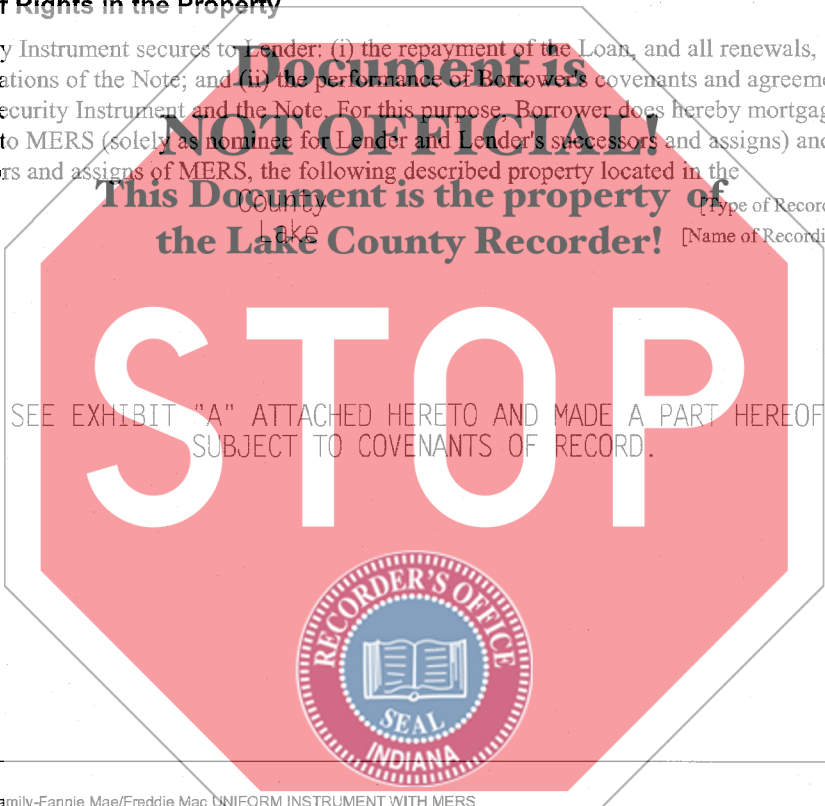 f Rights in the Property
y Instrument secures to Lender: (i) the repayment of the Loan, and all renewals,
ations of the Note; and (ii) the performance of Borrower's covenants and agreeme
ecurity Instrument and the Note. For this purpose, Borrower does hereby mortgag
to MERS (solely as nominee for Lender and Lender's successors and assigns) and
rs and assigns of MERS, the following described property located in the
County [Type of Record
Lake [Name of Recordi
Document is
NOT OFFICIAL!
This Document is the property of
the Lake County Recorder!
STOP
SEE EXHIBIT "A" ATTACHED HERETO AND MADE A PART HEREOF
SUBJECT TO COVENANTS OF RECORD.
RECORDER'S OFFICE
SEAL
INDIANA
amily-Fannie Mae/Freddie Mac UNIFORM INSTRUMENT WITH MERS